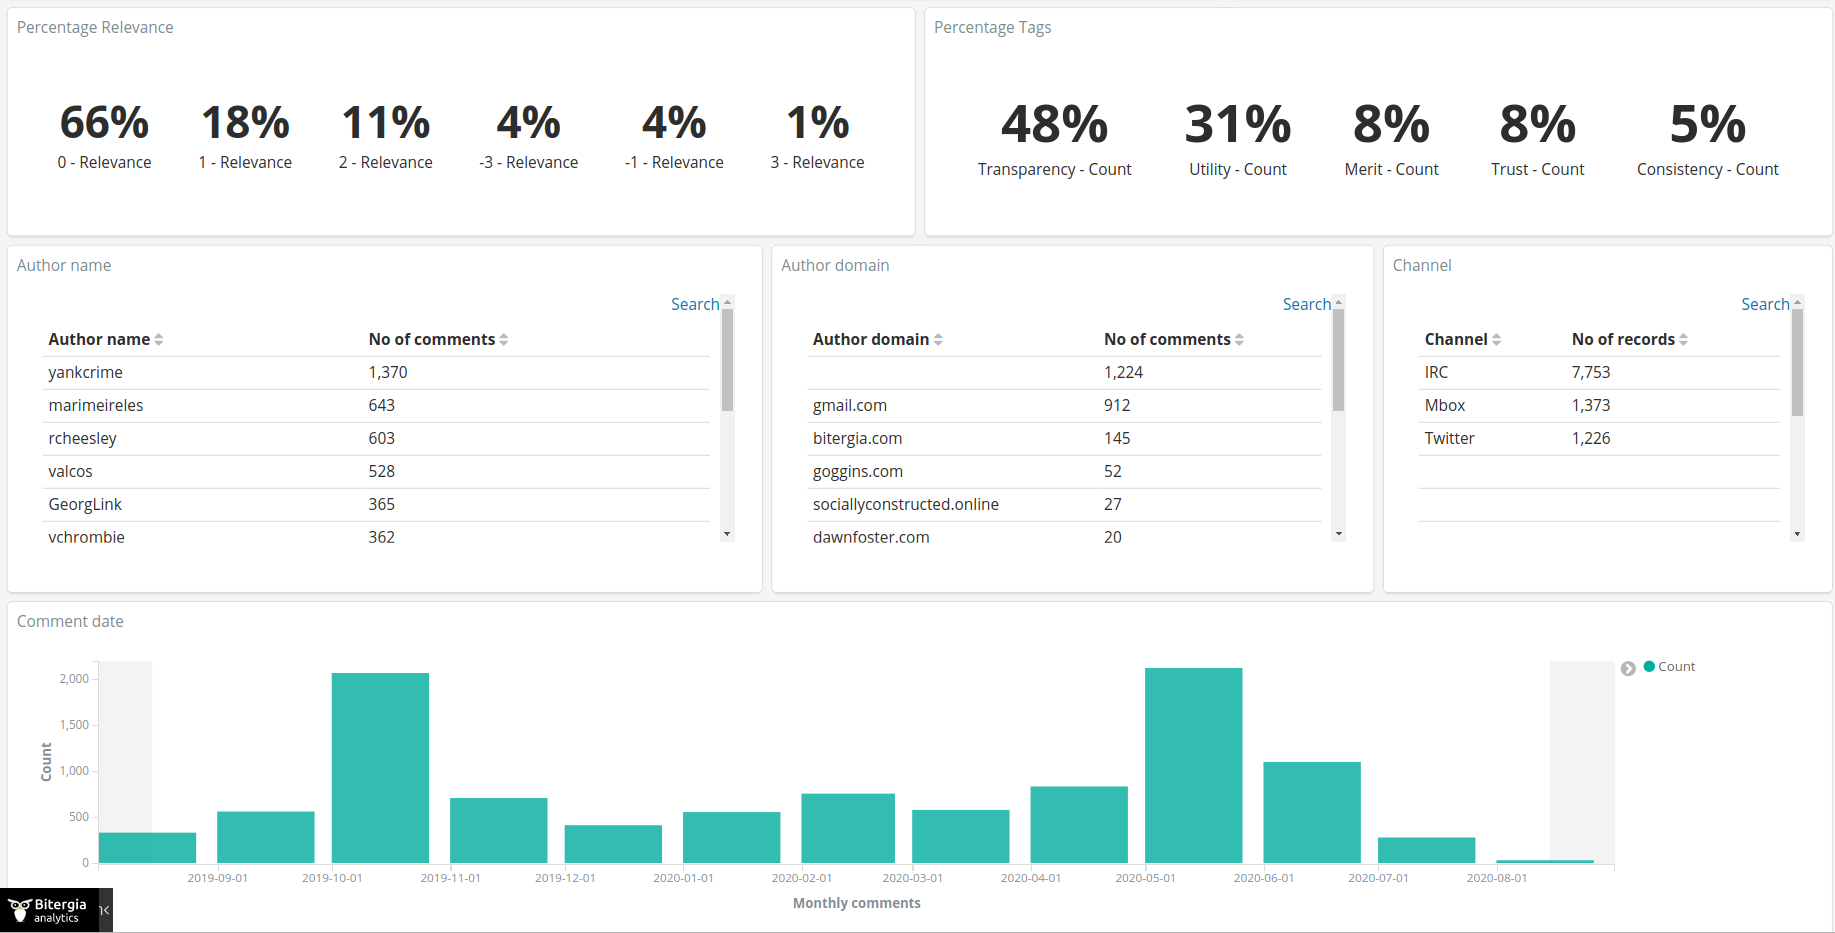 Percentage Relevance
66% 18% 11% 4% 4% 1%
0 - Relevance 1 - Relevance 2 - Relevance -3 - Relevance -1 - Relevance 3 - Relevance
Percentage Tags
48% 31% 8% 8% 5%
Transparency - Count Utility - Count Merit - Count Trust - Count Consistency - Count
Author name
Search
Author name No of comments
yankcrime 1,370
marimeireles 643
rcheesley 603
valcos 528
GeorgLink 365
vchrombie 362
Author domain
Search
Author domain No of comments
1,224
gmail.com 912
bitergia.com 145
goggins.com 52
sociallyconstructed.online 27
dawnfoster.com 20
Channel
Search
Channel No of records
IRC 7,753
Mbox 1,373
Twitter 1,226
Comment date
Count
2,000
1,500
1,000
500
0
Count
2019-09-01 2019-10-01 2019-11-01 2019-12-01 2020-01-01 2020-02-01 2020-03-01 2020-04-01 2020-05-01 2020-06-01 2020-07-01 2020-08-01
Monthly comments
Bitergia
analytics